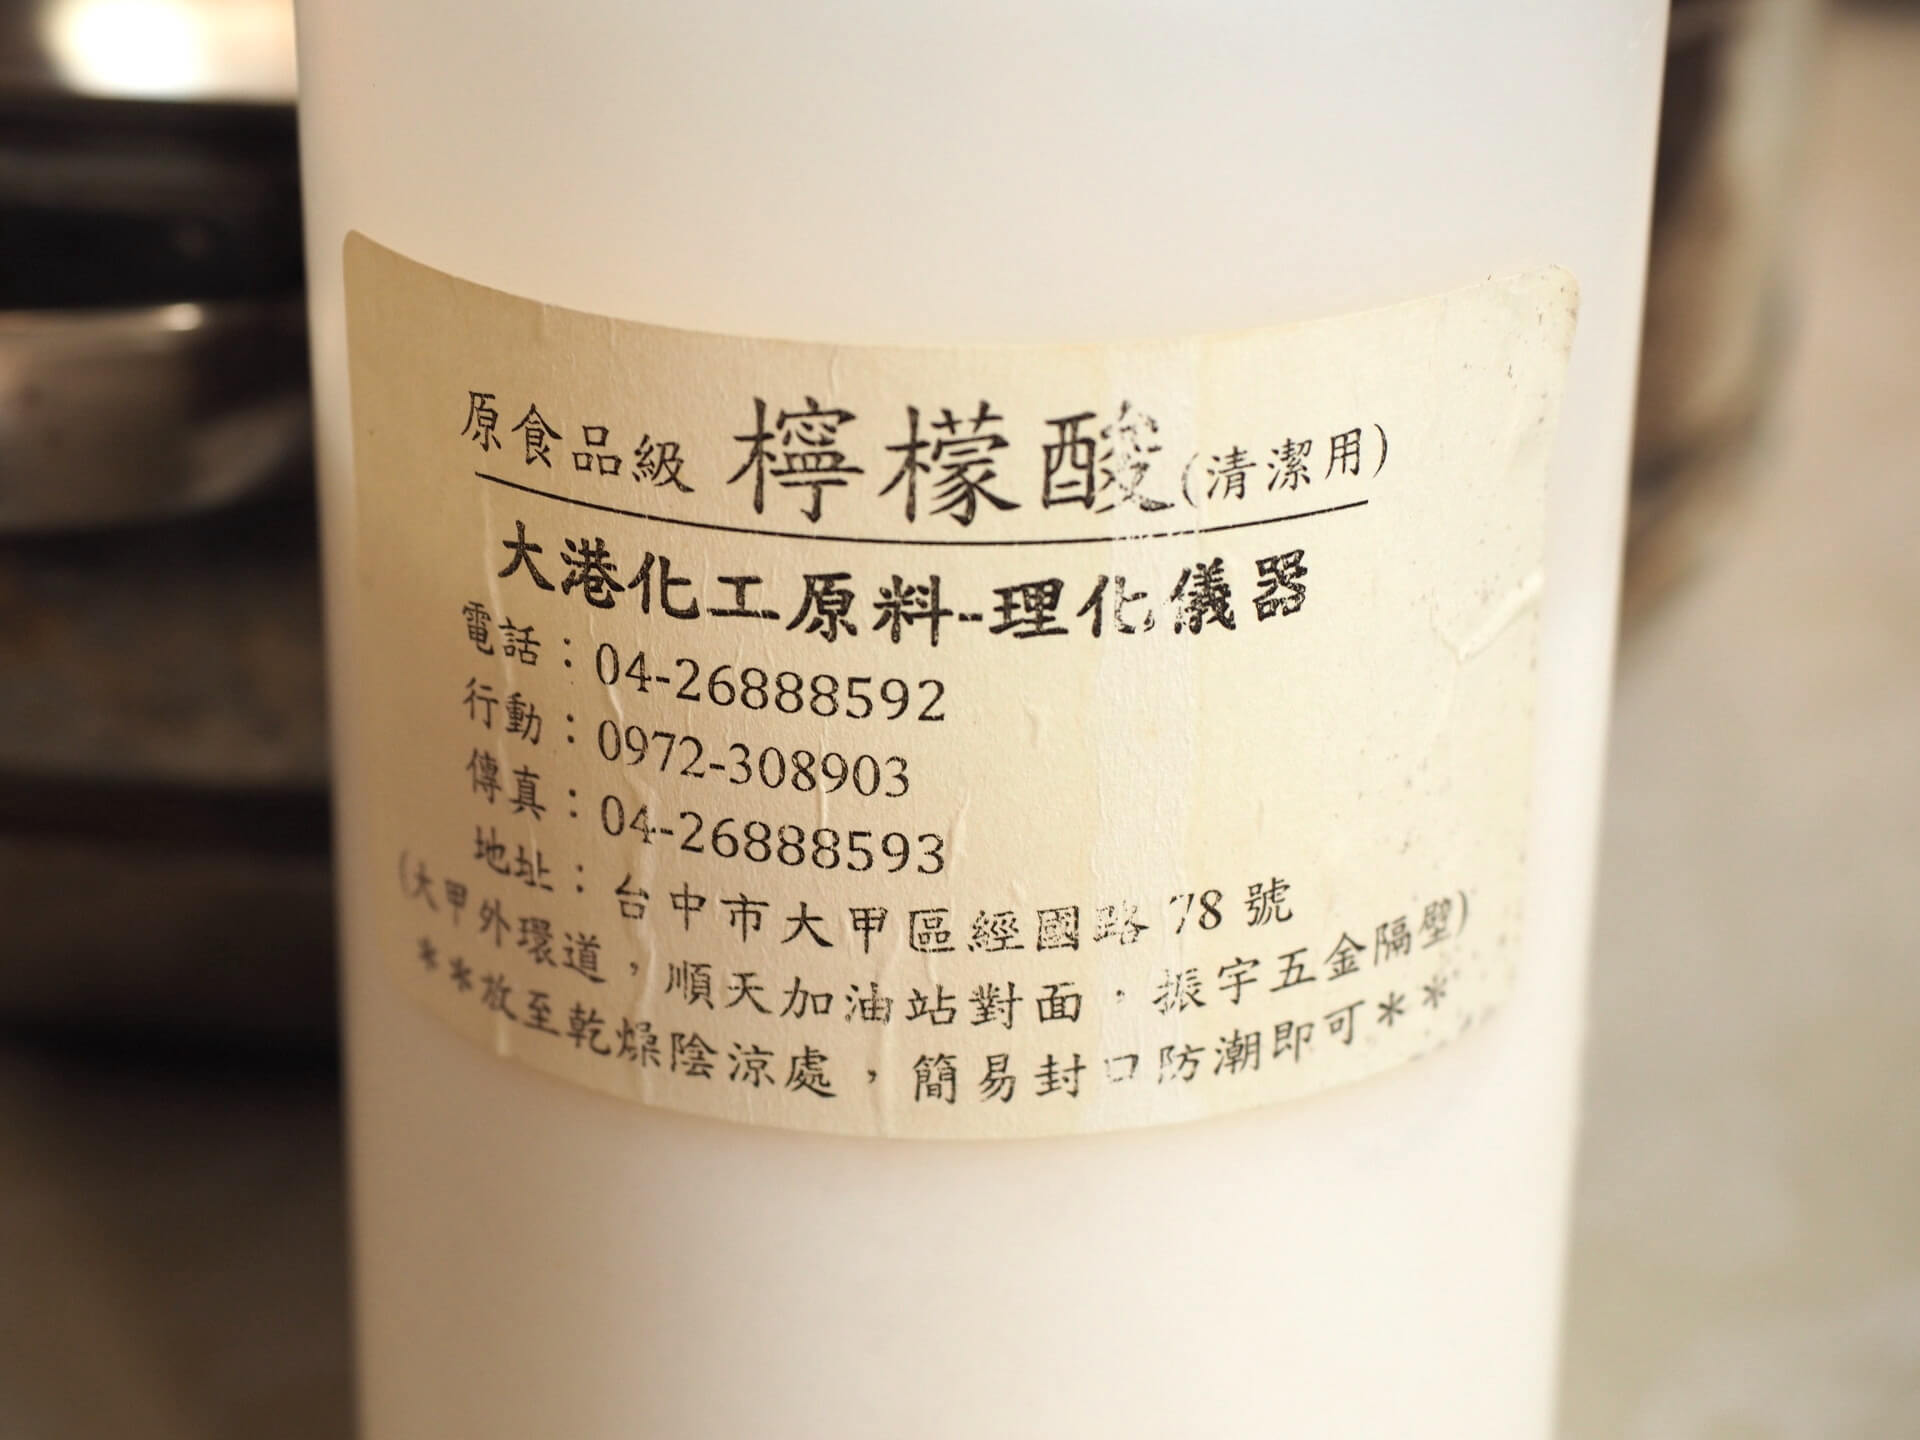 原食品級 檸檬酸(清潔用)
大港化工原料-理化儀器
電話：04-26888592
行動：0972-308903
傳真：04-26888593
地址：台中市大甲區經國路 78 號
(大甲外環道，順天加油站對面，振宇五金隔壁)
＊＊放至乾燥陰涼處，簡易封口防潮即可＊＊